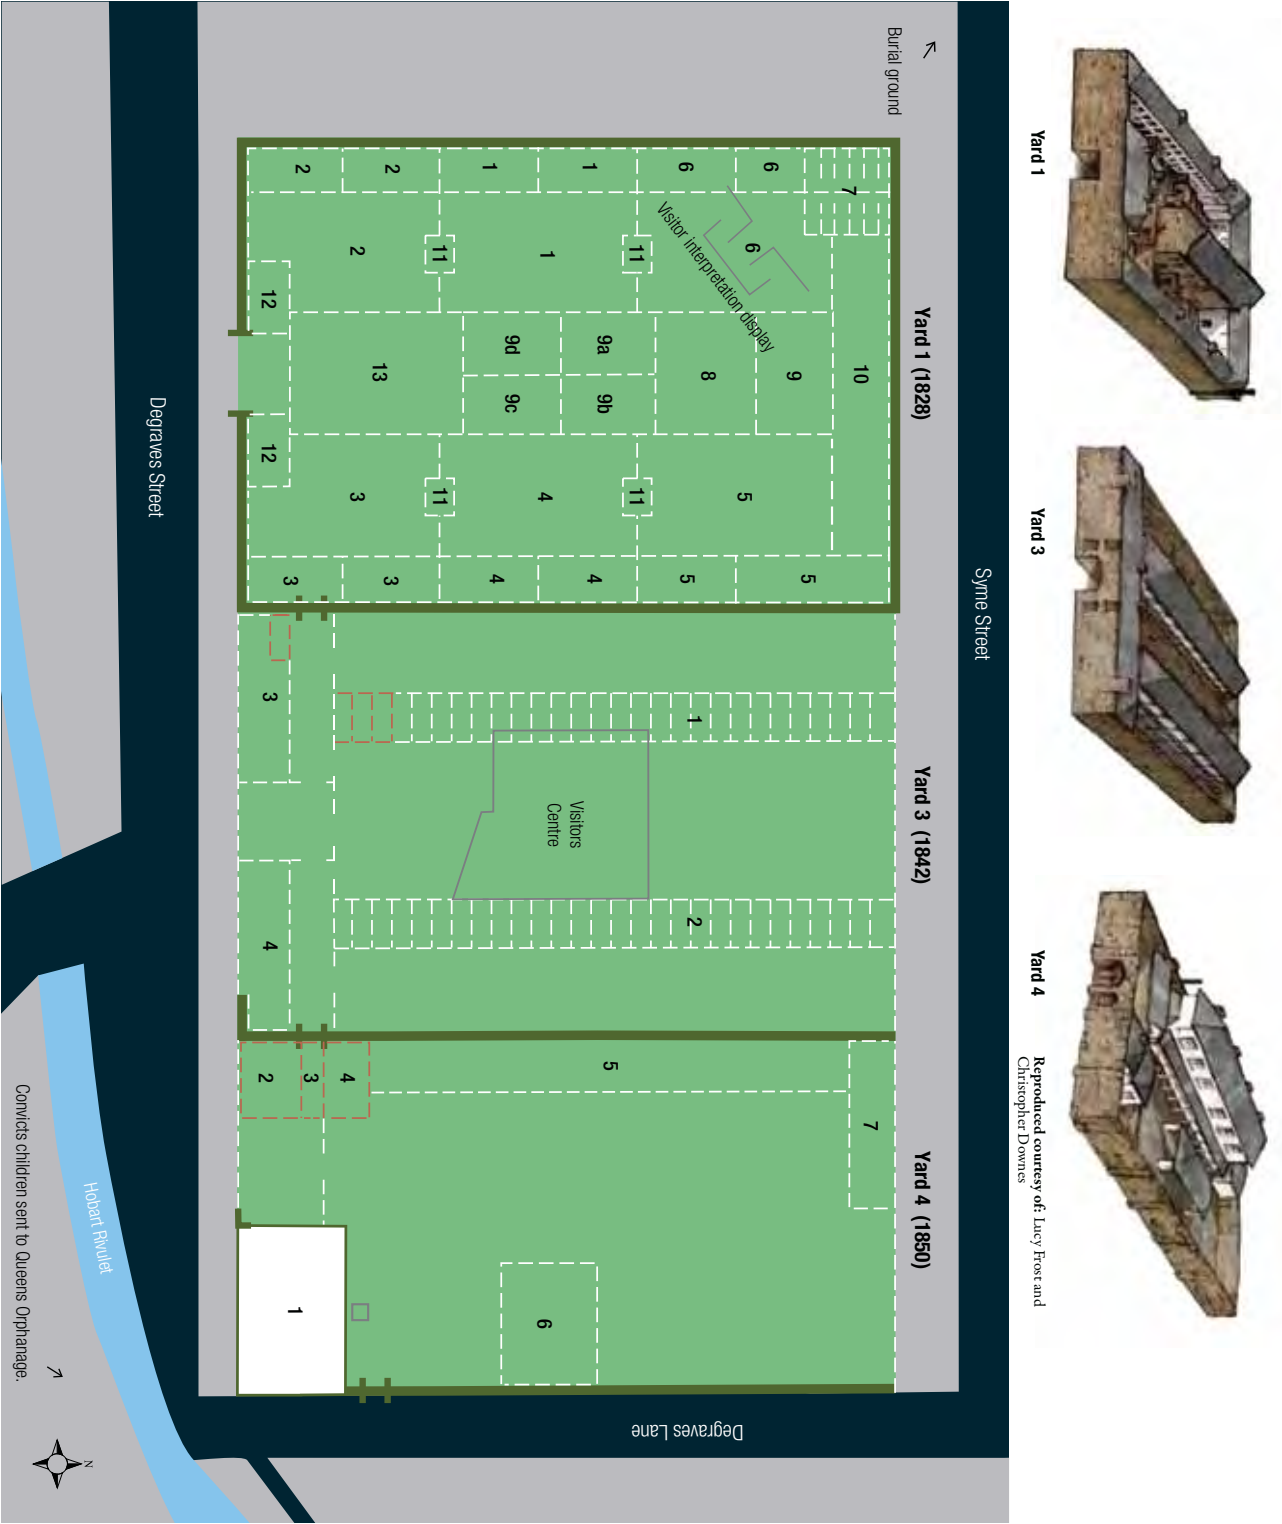 Yard 1
Yard 3
Yard 4
Reproduced courtesy of: Lucy Frost and
Christopher Downes
Syme Street
Burial ground
Yard 1 (1828)
Yard 3 (1842)
Yard 4 (1850)
7
10
6
6
6
Visitor interpretation display
9
8
5
5
5
11
11
1
1
1
9a
9b
9d
9c
4
4
4
11
11
2
2
2
13
3
3
3
12
12
1
2
Visitors
Centre
3
4
7
5
6
4
3
2
1
Degraves Lane
Degraves Street
Hobart Rivulet
Convicts children sent to Queens Orphanage.
N